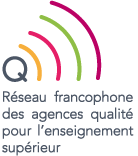 Q
Réseau francophone
des agences qualité
pour l'enseignement
supérieur